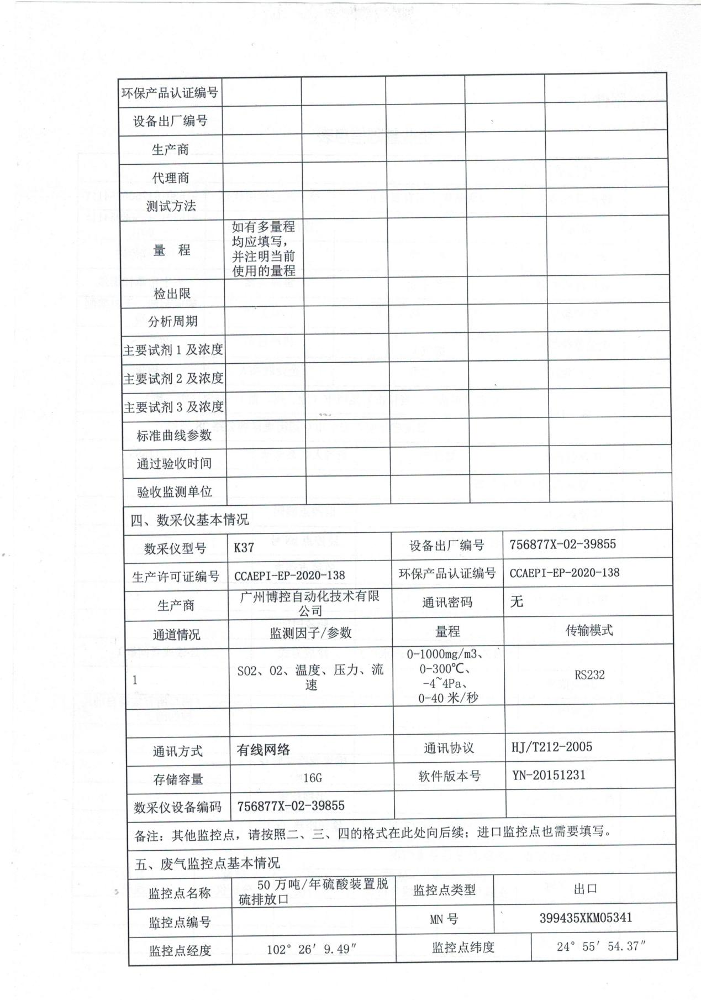 环保产品认证编号
设备出厂编号
生产商
代理商
测试方法
量 程
如有多量程
均应填写，
并注明当前
使用的量程
检出限
分析周期
主要试剂1及浓度
主要试剂2及浓度
主要试剂3及浓度
标准曲线参数
通过验收时间
验收监测单位
四、数采仪基本情况
数采仪型号 K37 设备出厂编号 756877X-02-39855
生产许可证编号 CCAEPI-EP-2020-138 环保产品认证编号 CCAEPI-EP-2020-138
生产商
广州博控自动化技术有限
公司
通讯密码 无
通道情况 监测因子/参数 量程 传输模式
1
SO2、O2、温度、压力、流
速
0-1000mg/m3、
0-300℃、
-4~4Pa、
0-40米/秒
RS232
通讯方式 有线网络 通讯协议 HJ/T212-2005
存储容量 16G 软件版本号 YN-20151231
数采仪设备编码 756877X-02-39855
备注：其他监控点，请按照二、三、四的格式在此处向后续；进口监控点也需要填写。
五、废气监控点基本情况
监控点名称
50万吨/年硫酸装置脱
硫排放口
监控点类型 出口
监控点编号 MN号 399435XKM05341
监控点经度 102°26′9.49″ 监控点纬度 24°55′54.37″